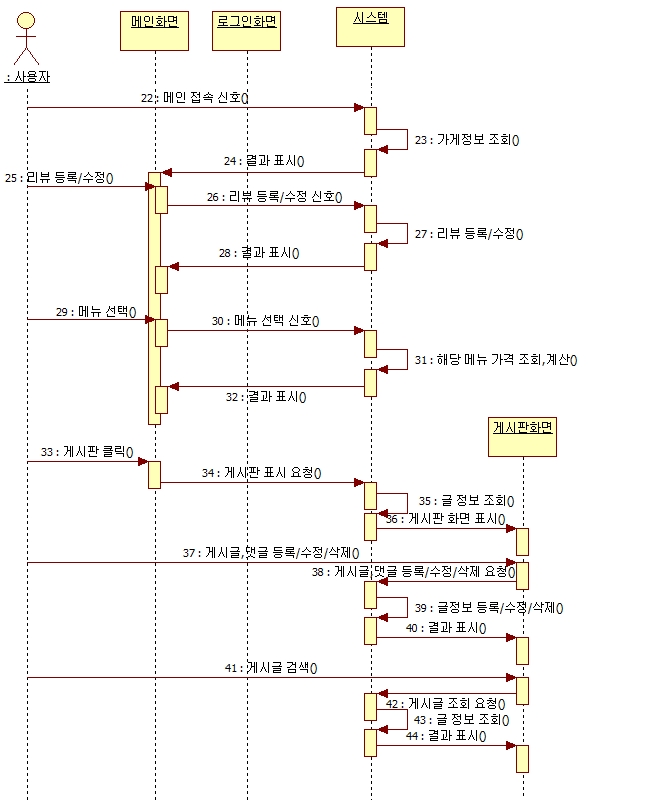 메인화면
로그인화면
시스템
: 사용자
22 : 메인 접속 신호()
23 : 가게정보 조회()
24 : 결과 표시()
25 : 리뷰 등록/수정()
26 : 리뷰 등록/수정 신호()
27 : 리뷰 등록/수정()
28 : 결과 표시()
29 : 메뉴 선택()
30 : 메뉴 선택 신호()
31 : 해당 메뉴 가격 조회,계산()
32 : 결과 표시()
게시판화면
33 : 게시판 클릭()
34 : 게시판 표시 요청()
35 : 글 정보 조회()
36 : 게시판 화면 표시()
37 : 게시글,댓글 등록/수정/삭제()
38 : 게시글,댓글 등록/수정/삭제 요청()
39 : 글정보 등록/수정/삭제()
40 : 결과 표시()
41 : 게시글 검색()
42 : 게시글 조회 요청()
43 : 글 정보 조회()
44 : 결과 표시()